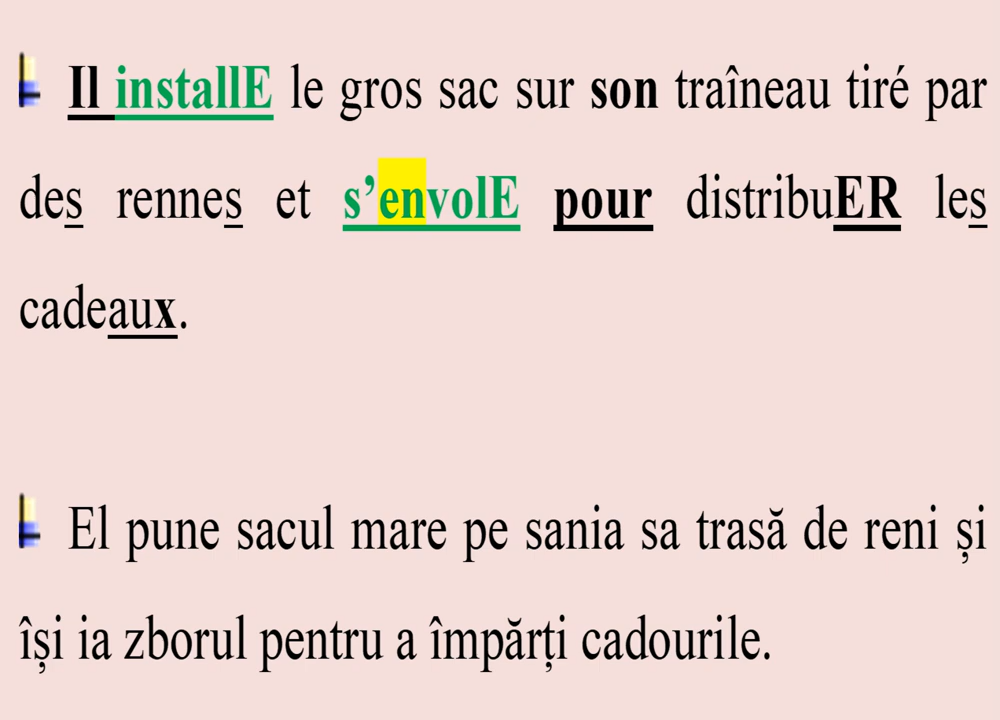 Il installE le gros sac sur son traîneau tiré par
des rennes et s’envolE pour distribuER les
cadeaux.
El pune sacul mare pe sania sa trasă de reni și
își ia zborul pentru a împărți cadourile.